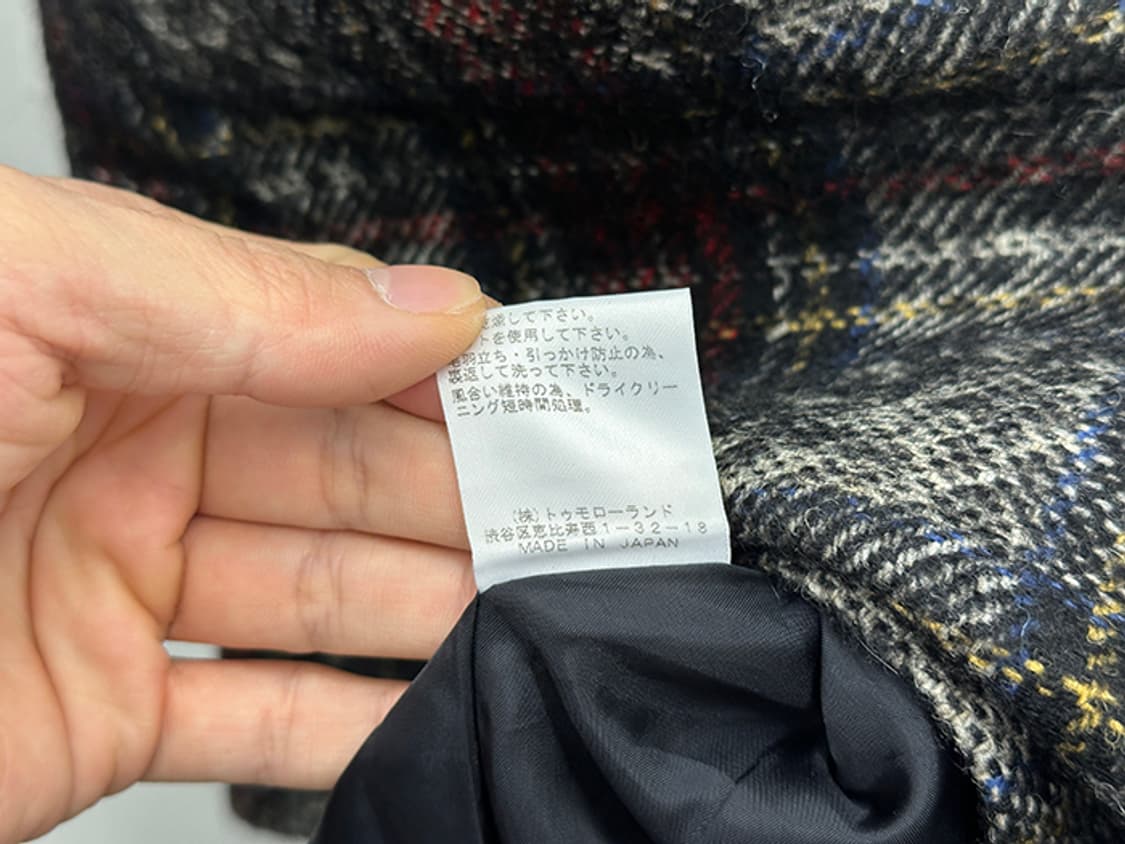 して下さい。
を使用して下さい。
毛羽立ち・引っかけ防止の為、
裏返して洗って下さい。
風合い維持の為、ドライクリー
ニング短時間処理。
(株)トゥモローランド
渋谷区恵比寿西1-32-18
MADE IN JAPAN